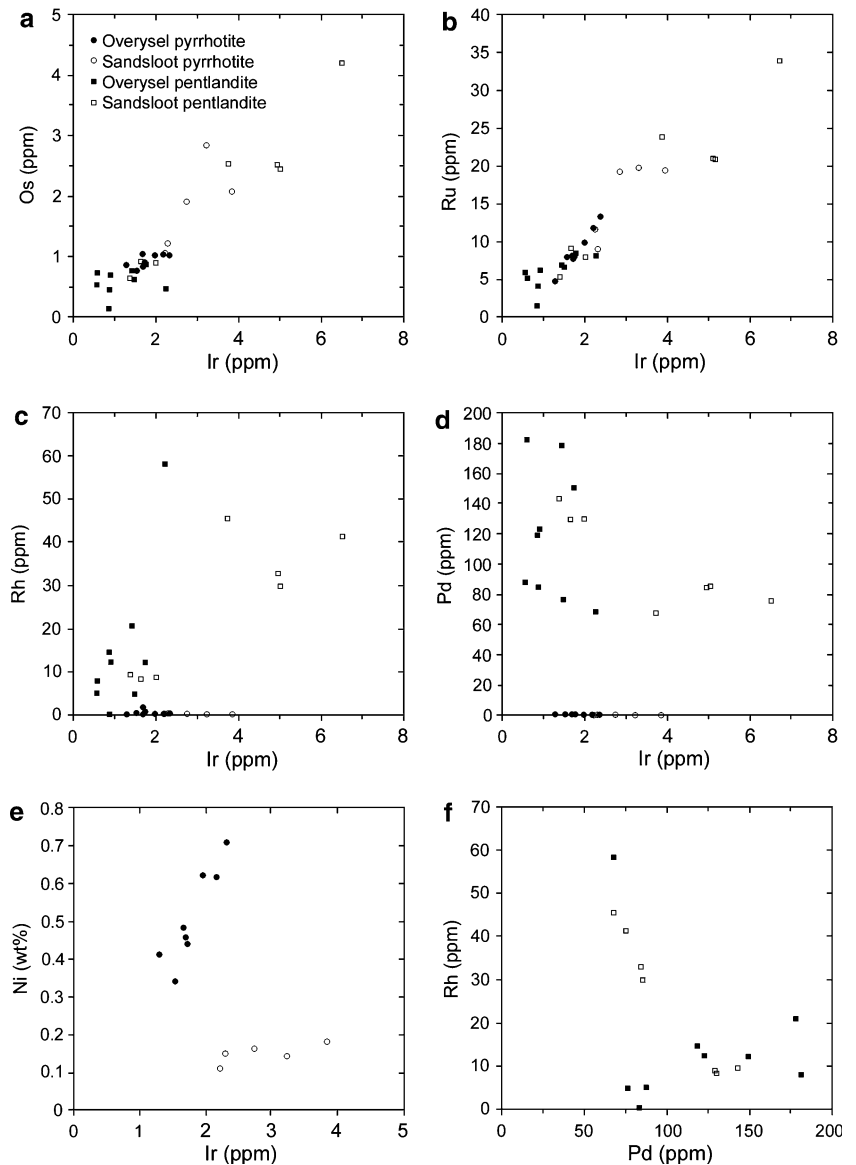 a
Overysel pyrrhotite
Sandsloot pyrrhotite
Overysel pentlandite
Sandsloot pentlandite
Os (ppm)
5
4
3
2
1
0
0 2 4 6 8
Ir (ppm)
b
Ru (ppm)
40
35
30
25
20
15
10
5
0
0 2 4 6 8
Ir (ppm)
c
Rh (ppm)
70
60
50
40
30
20
10
0
0 2 4 6 8
Ir (ppm)
d
Pd (ppm)
200
180
160
140
120
100
80
60
40
20
0
0 2 4 6 8
Ir (ppm)
e
Ni (wt%)
0.8
0.7
0.6
0.5
0.4
0.3
0.2
0.1
0
0 1 2 3 4 5
Ir (ppm)
f
Rh (ppm)
70
60
50
40
30
20
10
0
0 50 100 150 200
Pd (ppm)